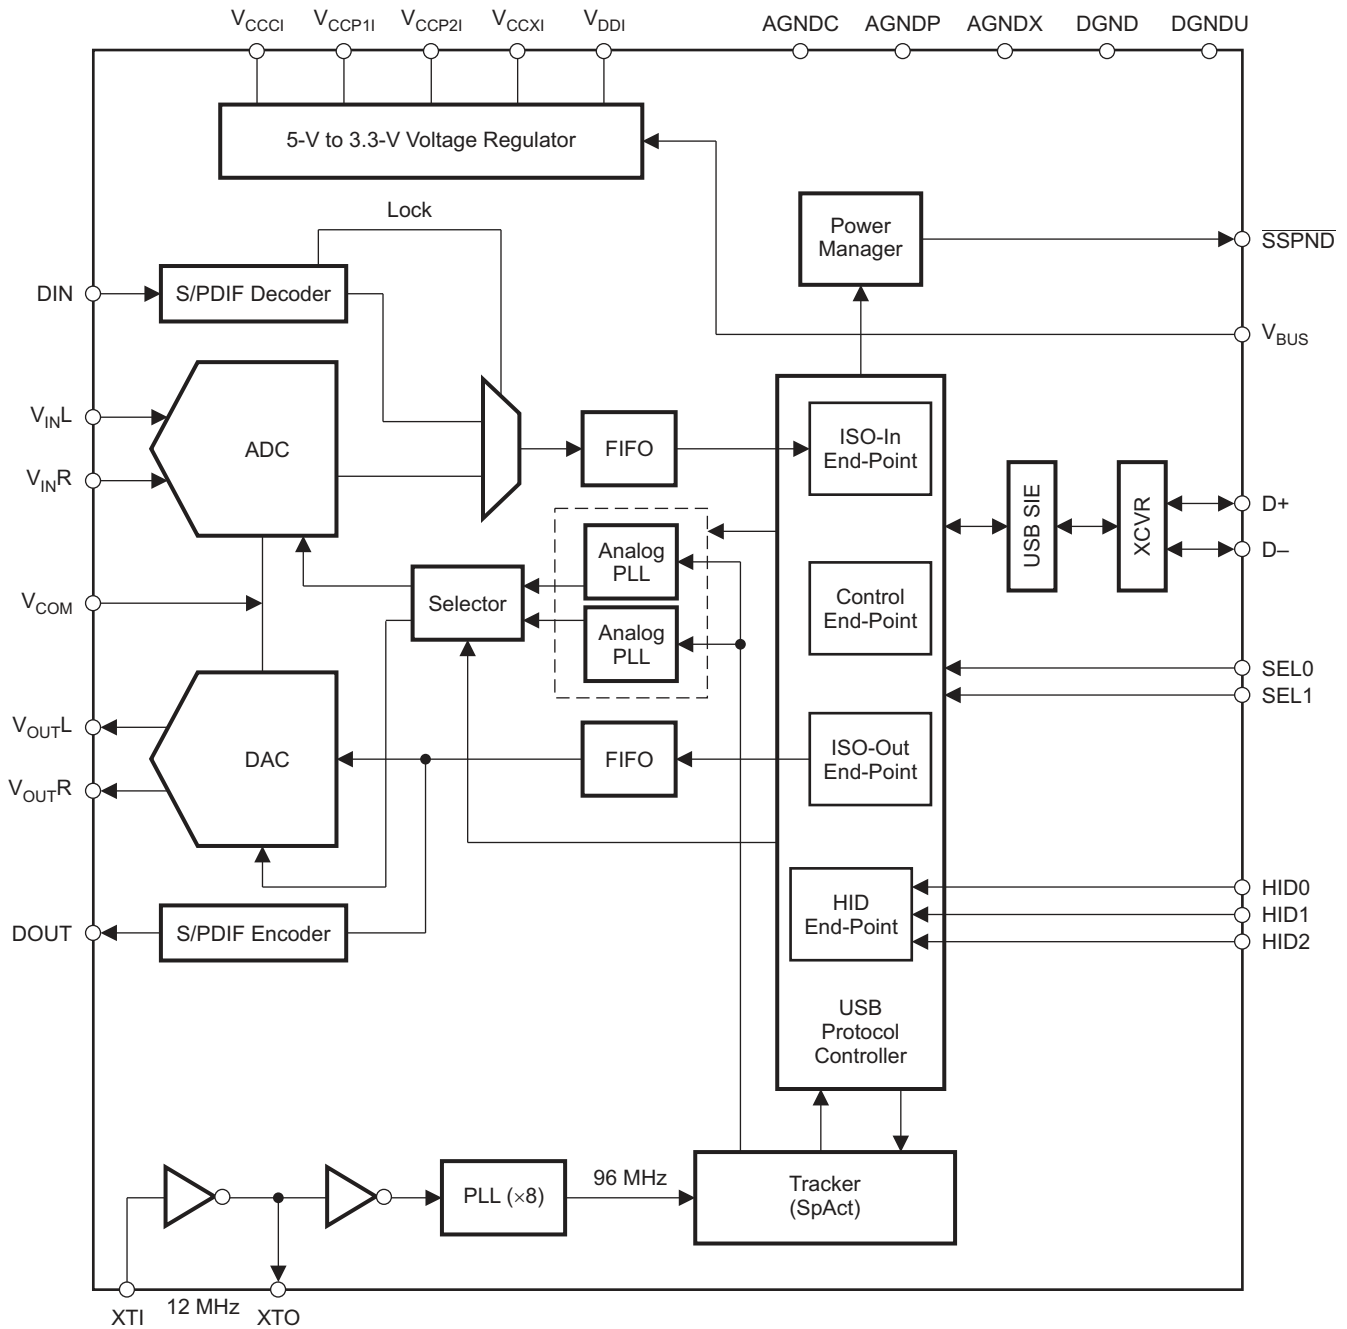 VCCCI VCCP1I VCCP2I VCCXI VDDI AGNDC AGNDP AGNDX DGND DGNDU
5-V to 3.3-V Voltage Regulator
Lock
Power
Manager
SSPND
DIN
S/PDIF Decoder
VBUS
VINL
ADC
VINR
FIFO
ISO-In
End-Point
USB SIE
XCVR
D+
D–
Analog
PLL
Selector
Analog
PLL
Control
End-Point
VCOM
SEL0
SEL1
VOUTL
DAC
VOUTR
FIFO
ISO-Out
End-Point
HID
End-Point
HID0
HID1
HID2
DOUT
S/PDIF Encoder
USB
Protocol
Controller
PLL (×8)
96 MHz
Tracker
(SpAct)
XTI
12 MHz
XTO